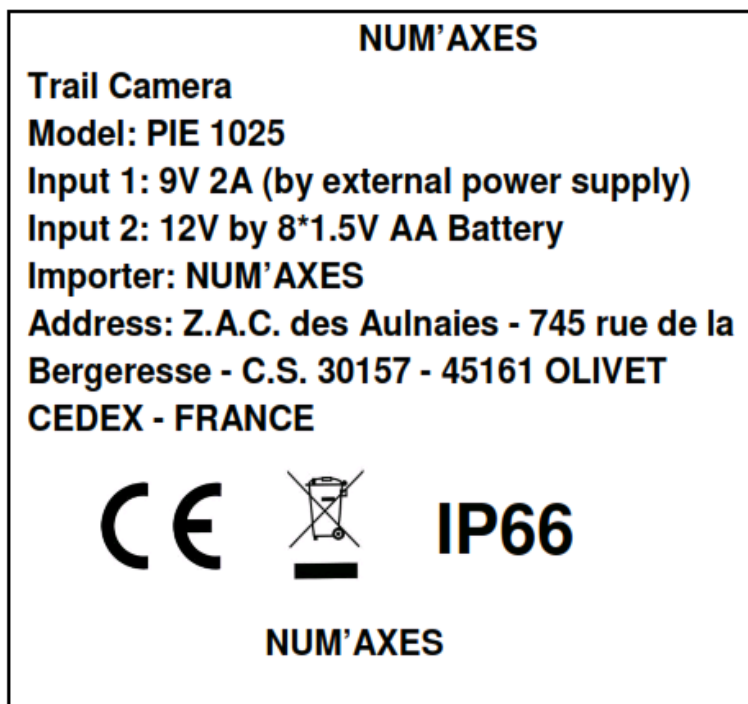 NUM'AXES
Trail Camera
Model: PIE 1025
Input 1: 9V 2A (by external power supply)
Input 2: 12V by 8*1.5V AA Battery
Importer: NUM'AXES
Address: Z.A.C. des Aulnaies - 745 rue de la
Bergeresse - C.S. 30157 - 45161 OLIVET
CEDEX - FRANCE
CE IP66
NUM'AXES